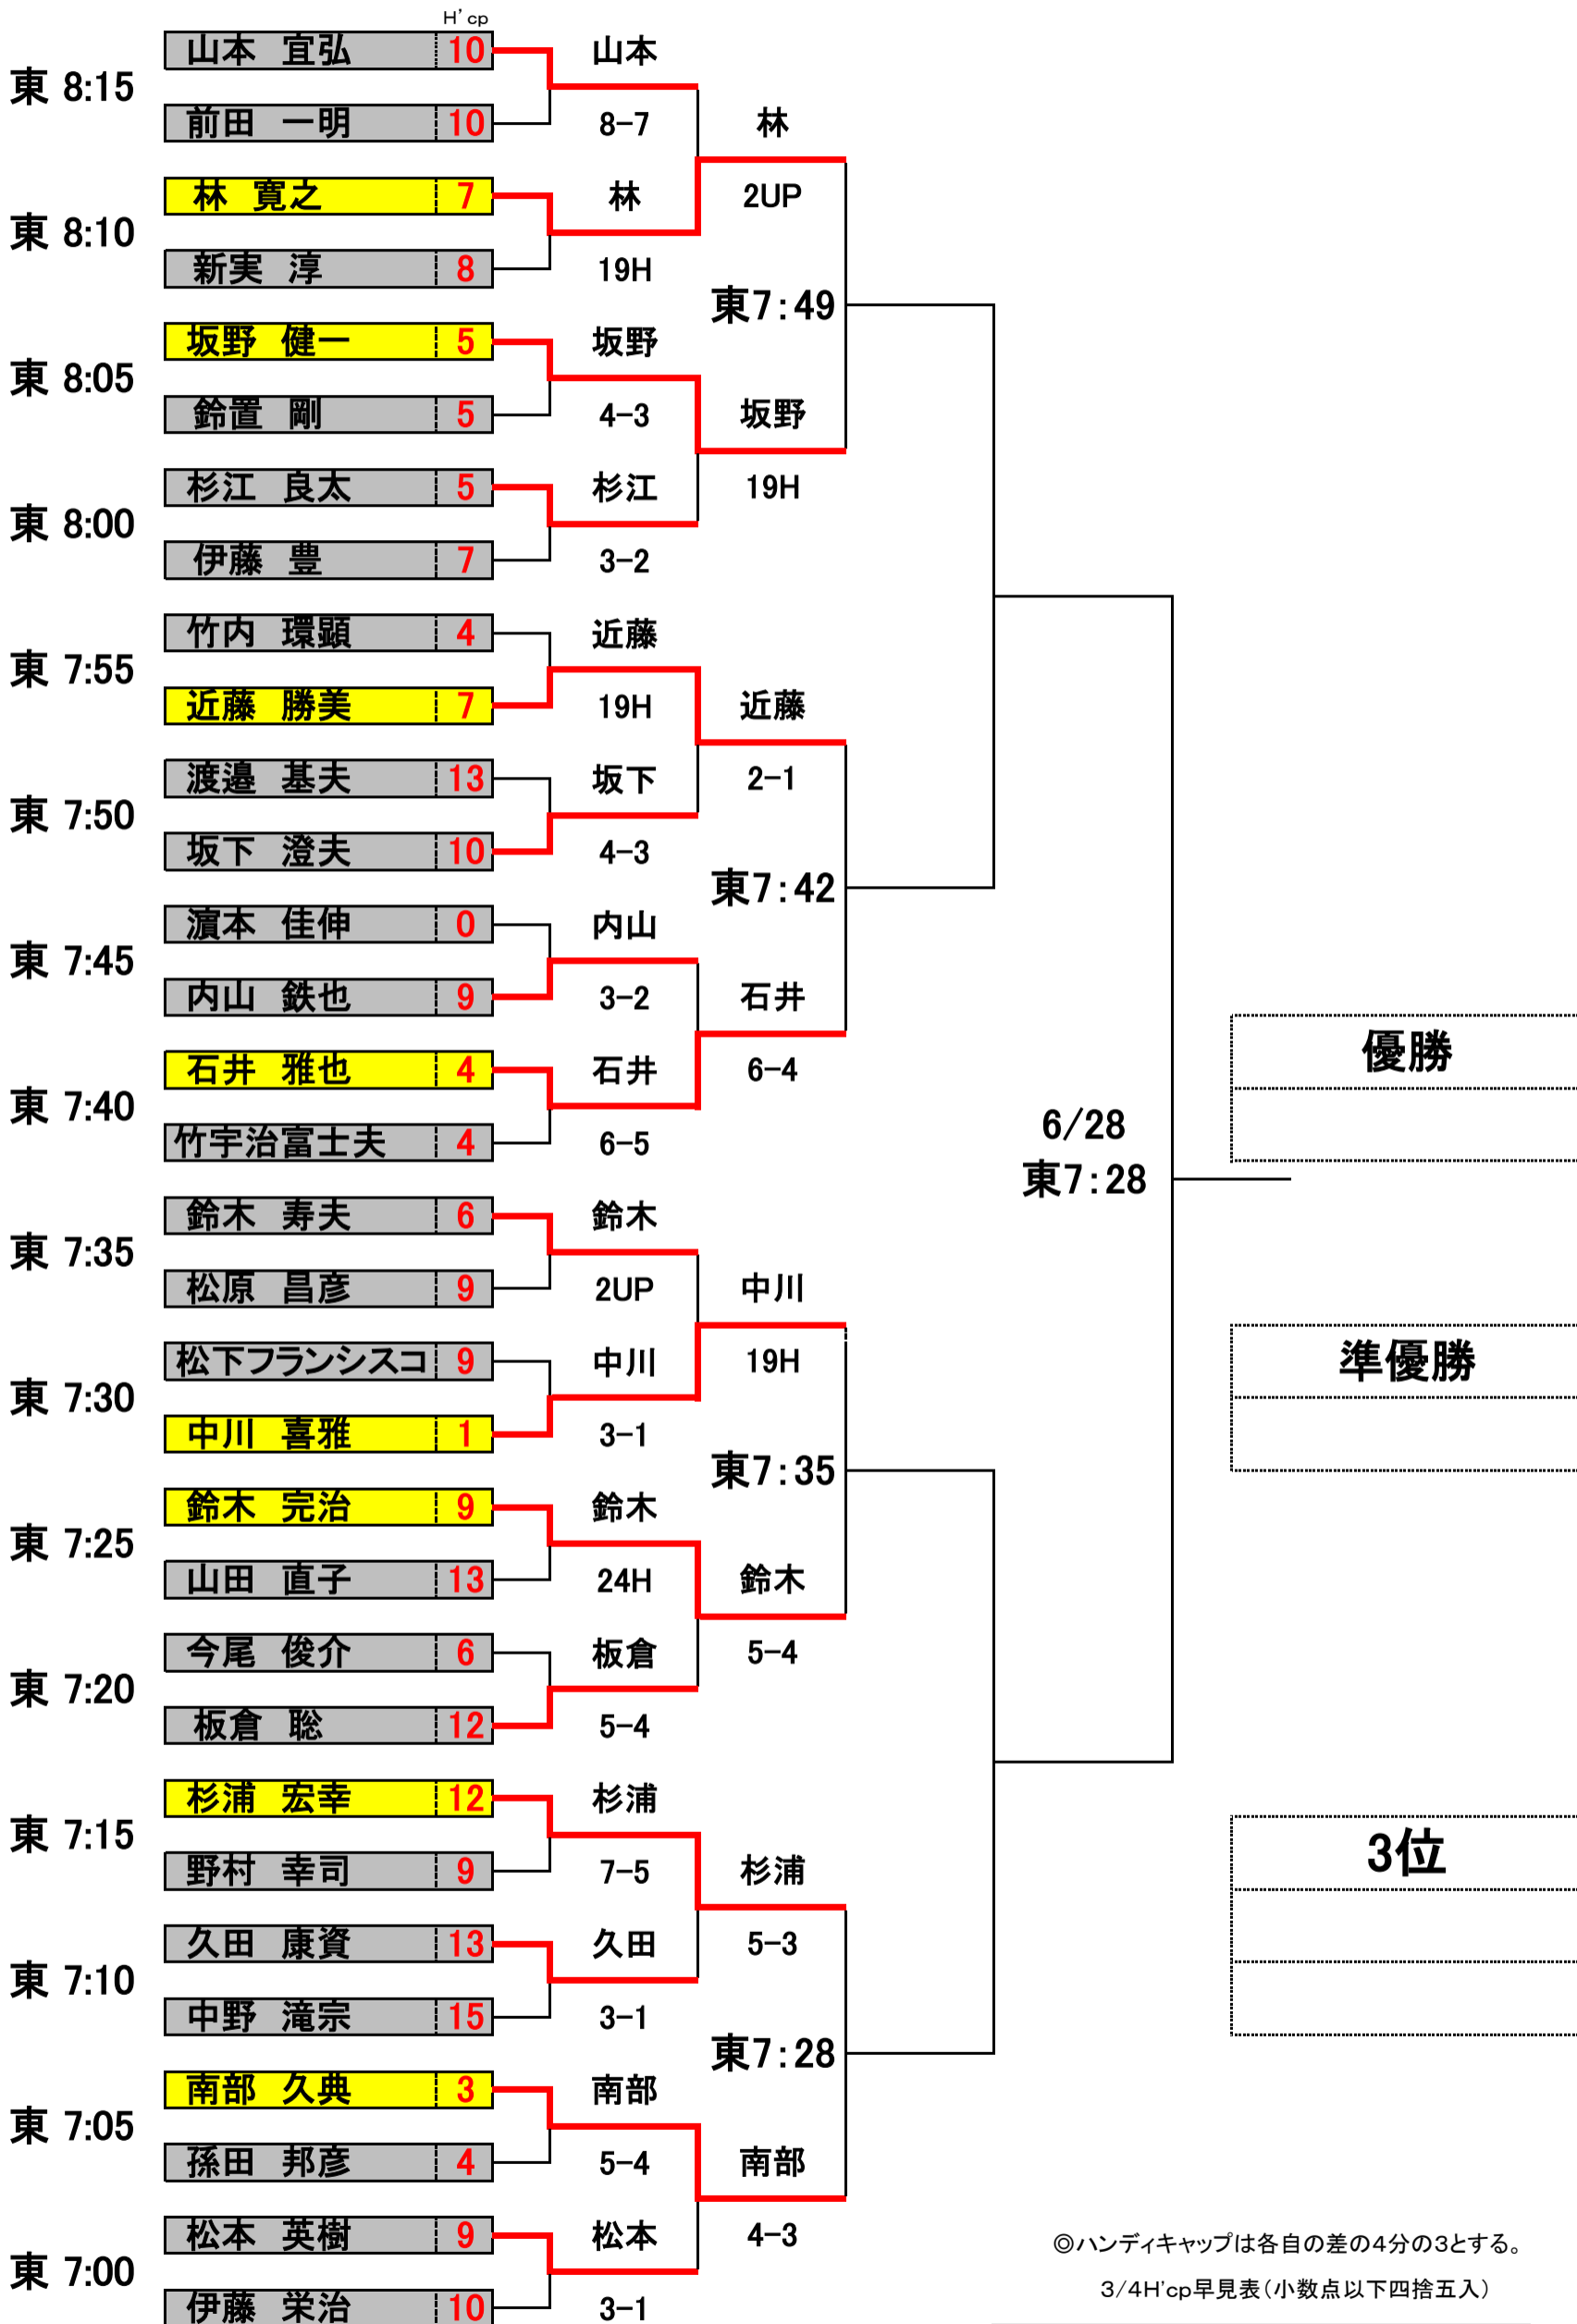 H'cp
山本 宜弘 10 山本
東 8:15
前田 一明 10 8-7 林
林 寛之 7 林 2UP
東 8:10
新実 淳 8 19H
東7:49
坂野 健一 5 坂野
東 8:05
鈴置 剛 5 4-3 坂野
杉江 良太 5 杉江 19H
東 8:00
伊藤 豊 7 3-2
竹内 環顕 4 近藤
東 7:55
近藤 勝美 7 19H 近藤
渡邉 基夫 13 坂下 2-1
東 7:50
坂下 澄夫 10 4-3
東7:42
濵本 佳伸 0 内山
東 7:45
内山 鉄也 9 3-2 石井
優勝
石井 雅也 4 石井 6-4
東 7:40
6/28
竹宇治富士夫 4 6-5
東7:28
鈴木 寿夫 6 鈴木
東 7:35
松原 昌彦 9 2UP 中川
松下フランシスコ 9 中川 19H
準優勝
東 7:30
中川 喜雅 1 3-1
東7:35
鈴木 完治 9 鈴木
東 7:25
山田 直子 13 24H 鈴木
今尾 俊介 6 板倉 5-4
東 7:20
板倉 聡 12 5-4
杉浦 宏幸 12 杉浦
東 7:15
3位
野村 幸司 9 7-5 杉浦
久田 康資 13 久田 5-3
東 7:10
中野 滝宗 15 3-1
東7:28
南部 久典 3 南部
東 7:05
孫田 邦彦 4 5-4 南部
松本 英樹 9 松本 4-3
◎ハンディキャップは各自の差の4分の3とする。
東 7:00
3/4H'cp早見表(小数点以下四捨五入)
伊藤 栄治 10 3-1